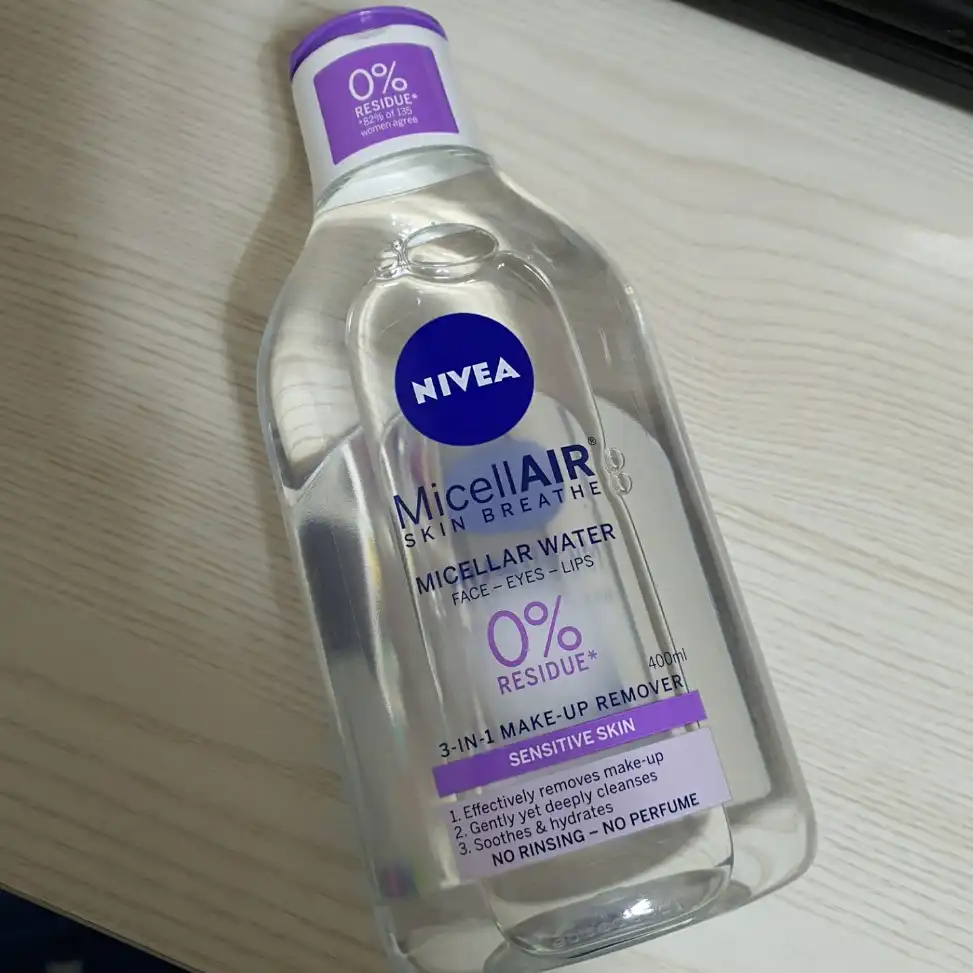 0%
RESIDUE*
*82% of 135
women agree
NIVEA
MicellAIR®
SKIN BREATHE
MICELLAR WATER
FACE – EYES – LIPS
0%
RESIDUE*
400ml
3-IN-1 MAKE-UP REMOVER
SENSITIVE SKIN
1. Effectively removes make-up
2. Gently yet deeply cleanses
3. Soothes & hydrates
NO RINSING – NO PERFUME